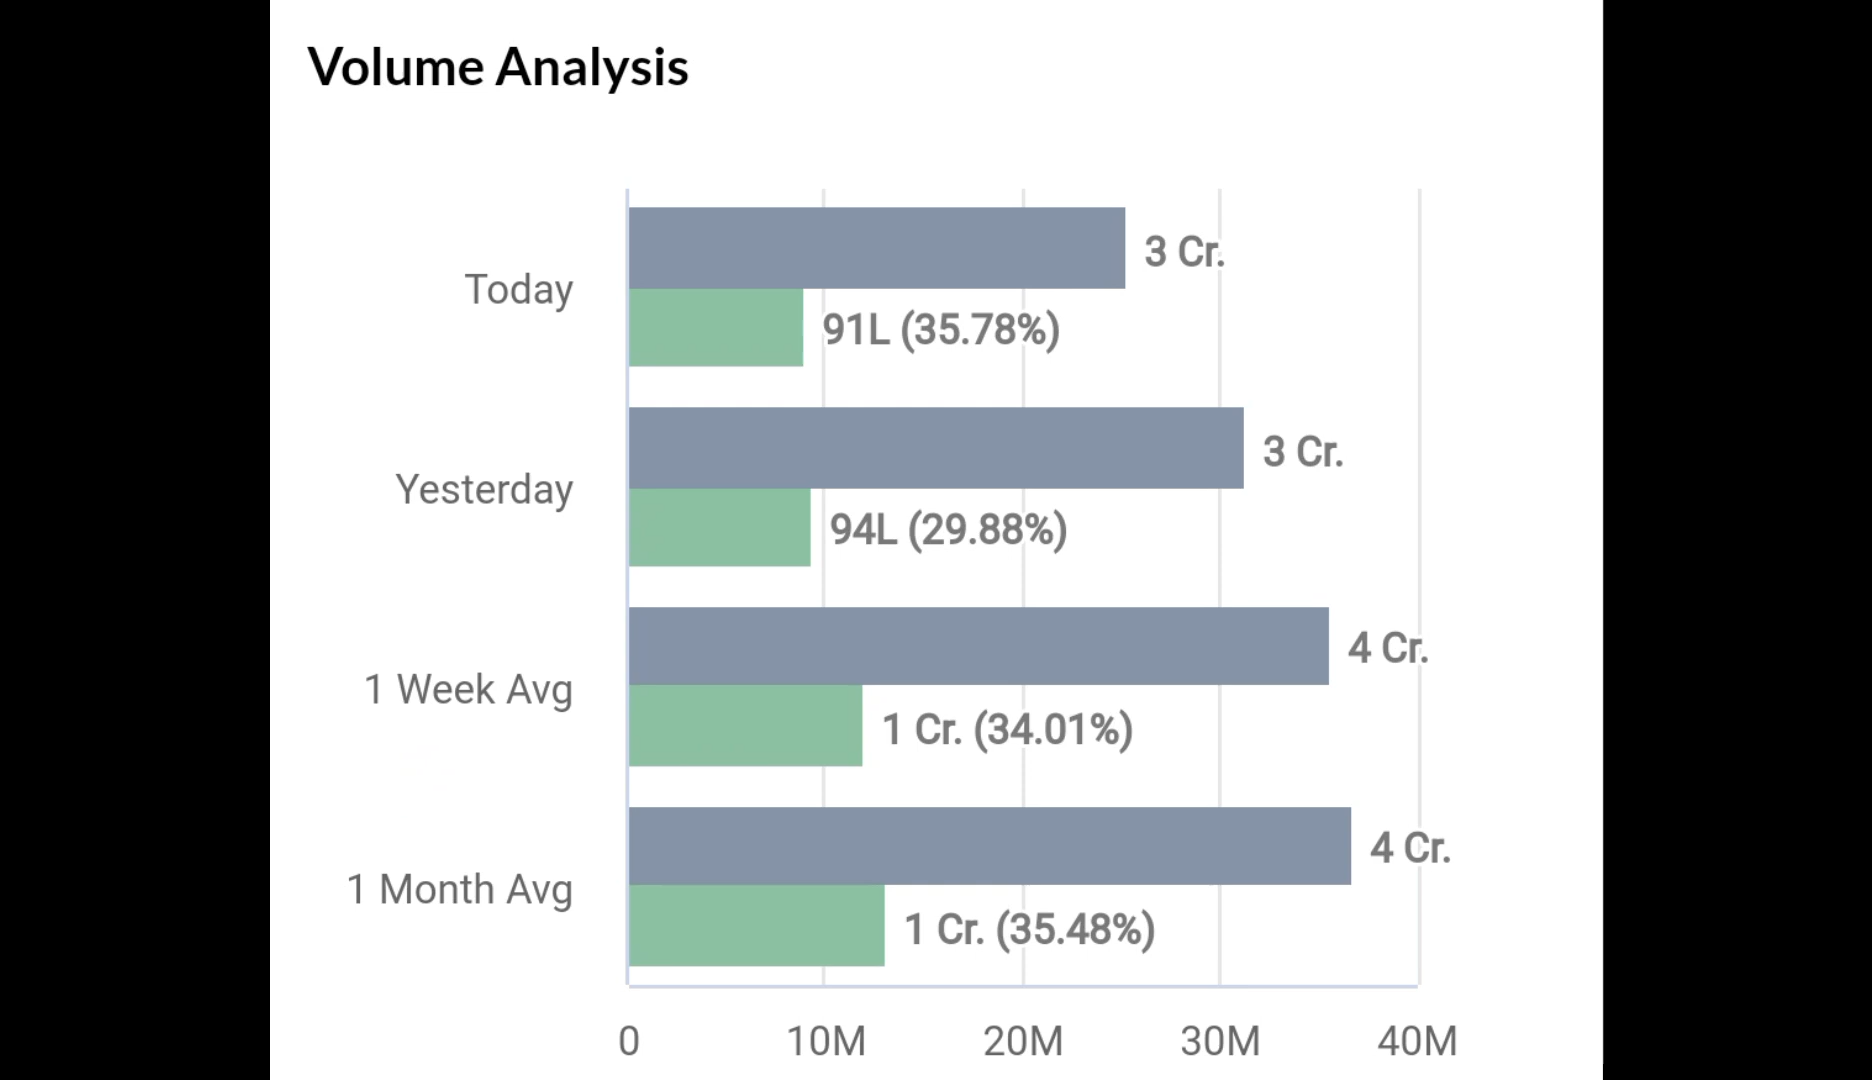 Volume Analysis
Today
3 Cr.
91L (35.78%)
Yesterday
3 Cr.
94L (29.88%)
1 Week Avg
4 Cr.
1 Cr. (34.01%)
1 Month Avg
4 Cr.
1 Cr. (35.48%)
0 10M 20M 30M 40M